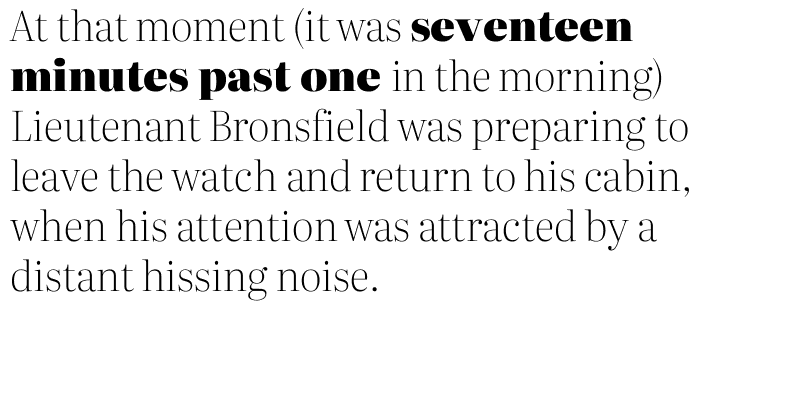 At that moment (it was seventeen
minutes past one in the morning)
Lieutenant Bronsfield was preparing to
leave the watch and return to his cabin,
when his attention was attracted by a
distant hissing noise.